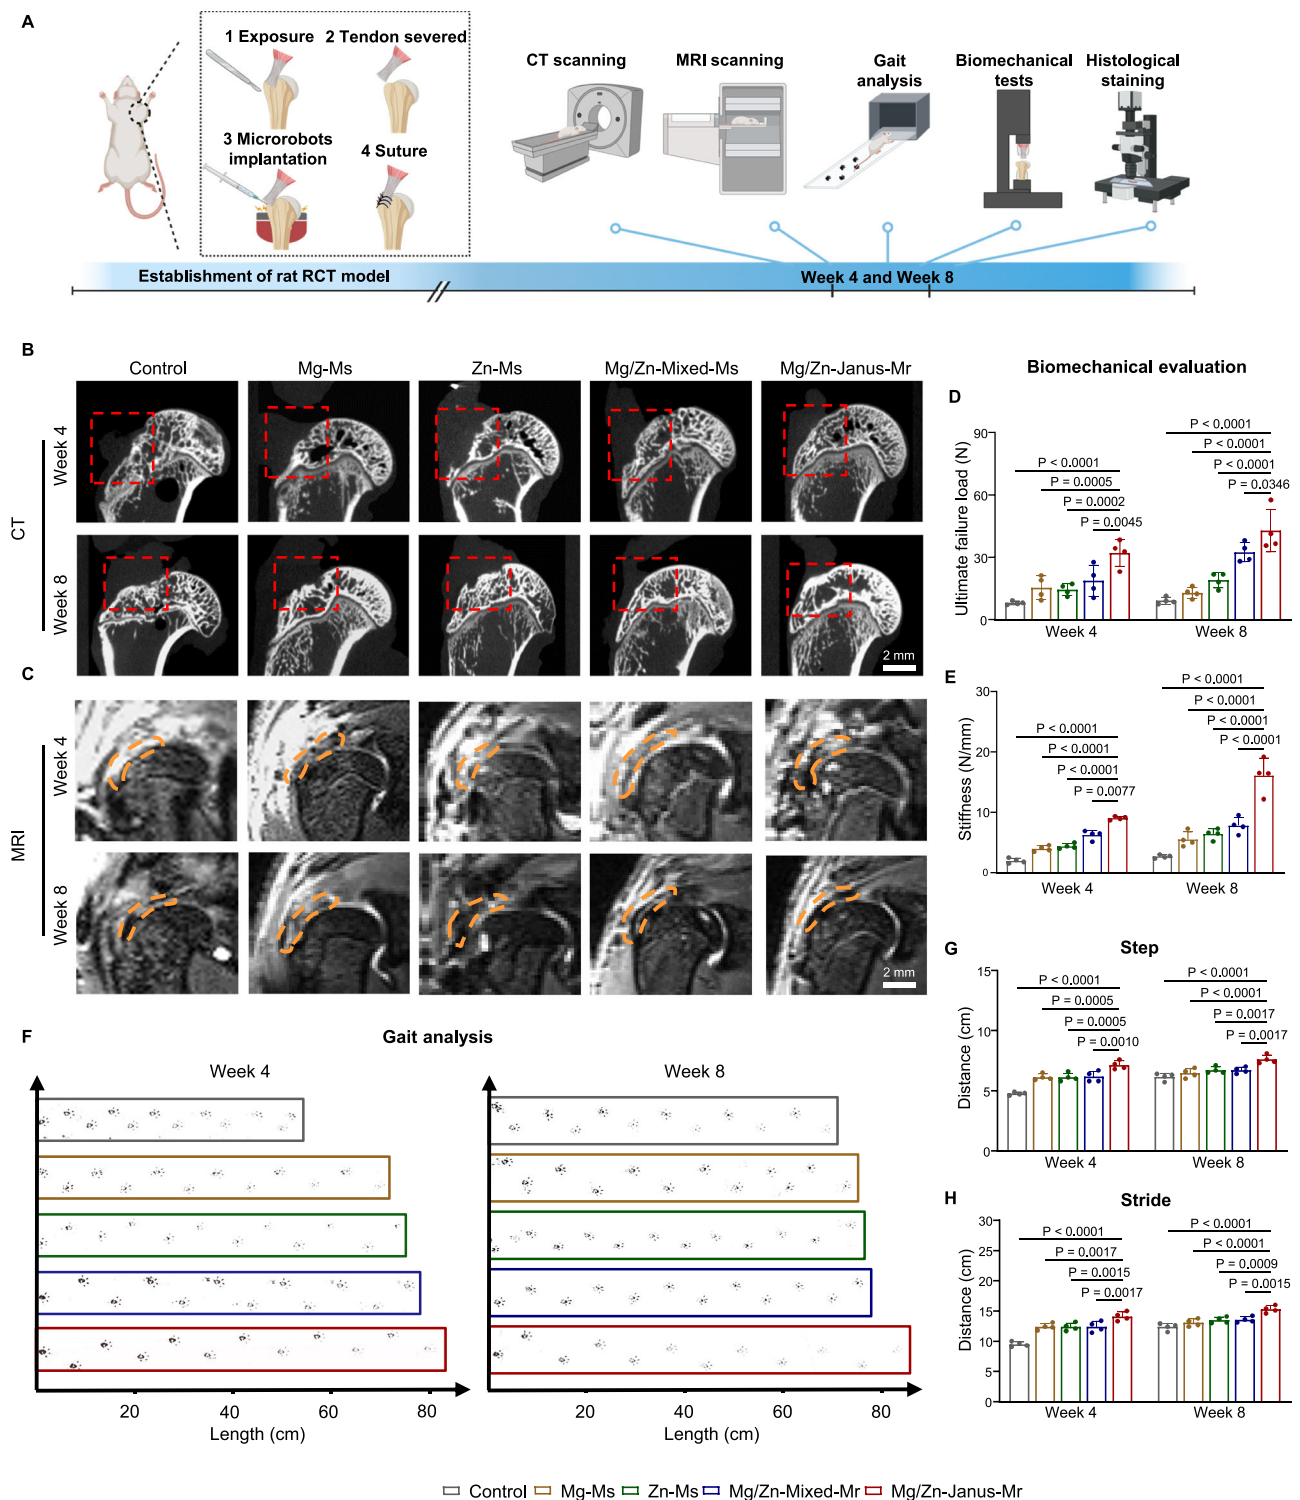 A
1 Exposure
2 Tendon severed
3 Microrobots
implantation
4 Suture
CT scanning
MRI scanning
Gait
analysis
Biomechanical
tests
Histological
staining
Establishment of rat RCT model
Week 4 and Week 8
B
Control
Mg-Ms
Zn-Ms
Mg/Zn-Mixed-Ms
Mg/Zn-Janus-Mr
CT
Week 4
Week 8
2 mm
C
MRI
Week 4
Week 8
2 mm
Biomechanical evaluation
D
Ultimate failure load (N)
90
60
30
0
P < 0.0001
P = 0.0005
P = 0.0002
P = 0.0045
P < 0.0001
P < 0.0001
P < 0.0001
P = 0.0346
Week 4
Week 8
E
Stiffness (N/mm)
30
20
10
0
P < 0.0001
P < 0.0001
P < 0.0001
P = 0.0077
P < 0.0001
P < 0.0001
P < 0.0001
P < 0.0001
Week 4
Week 8
F
Gait analysis
Week 4
Week 8
20
40
60
80
Length (cm)
20
40
60
80
Length (cm)
G
Step
Distance (cm)
15
10
5
0
P < 0.0001
P = 0.0005
P = 0.0005
P = 0.0010
P < 0.0001
P < 0.0001
P = 0.0017
P = 0.0017
Week 4
Week 8
H
Stride
Distance (cm)
30
25
20
15
10
5
0
P < 0.0001
P = 0.0017
P = 0.0015
P = 0.0017
P < 0.0001
P < 0.0001
P = 0.0009
P = 0.0015
Week 4
Week 8
Control
Mg-Ms
Zn-Ms
Mg/Zn-Mixed-Mr
Mg/Zn-Janus-Mr